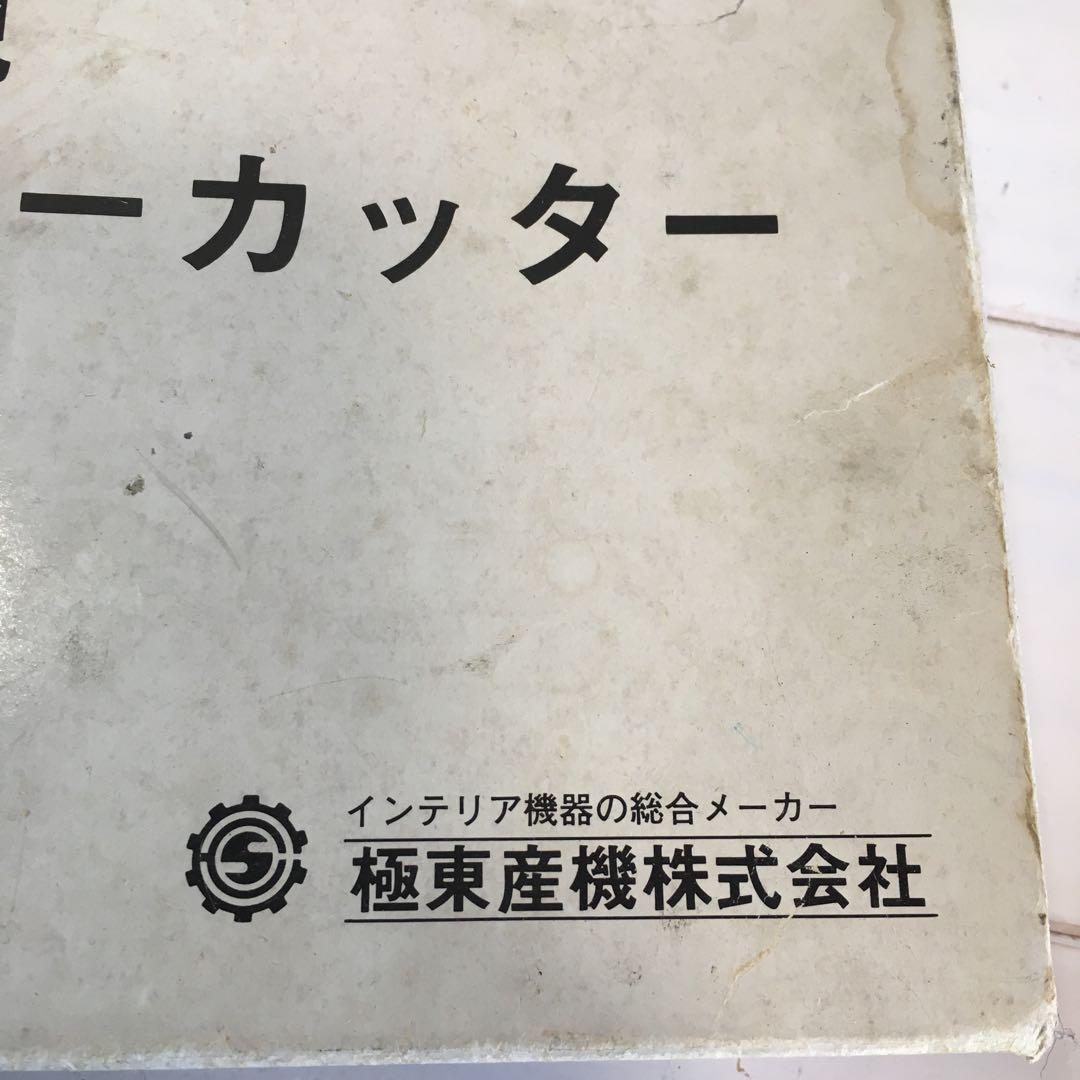 ーカッター
インテリア機器の総合メーカー
極東産機株式会社